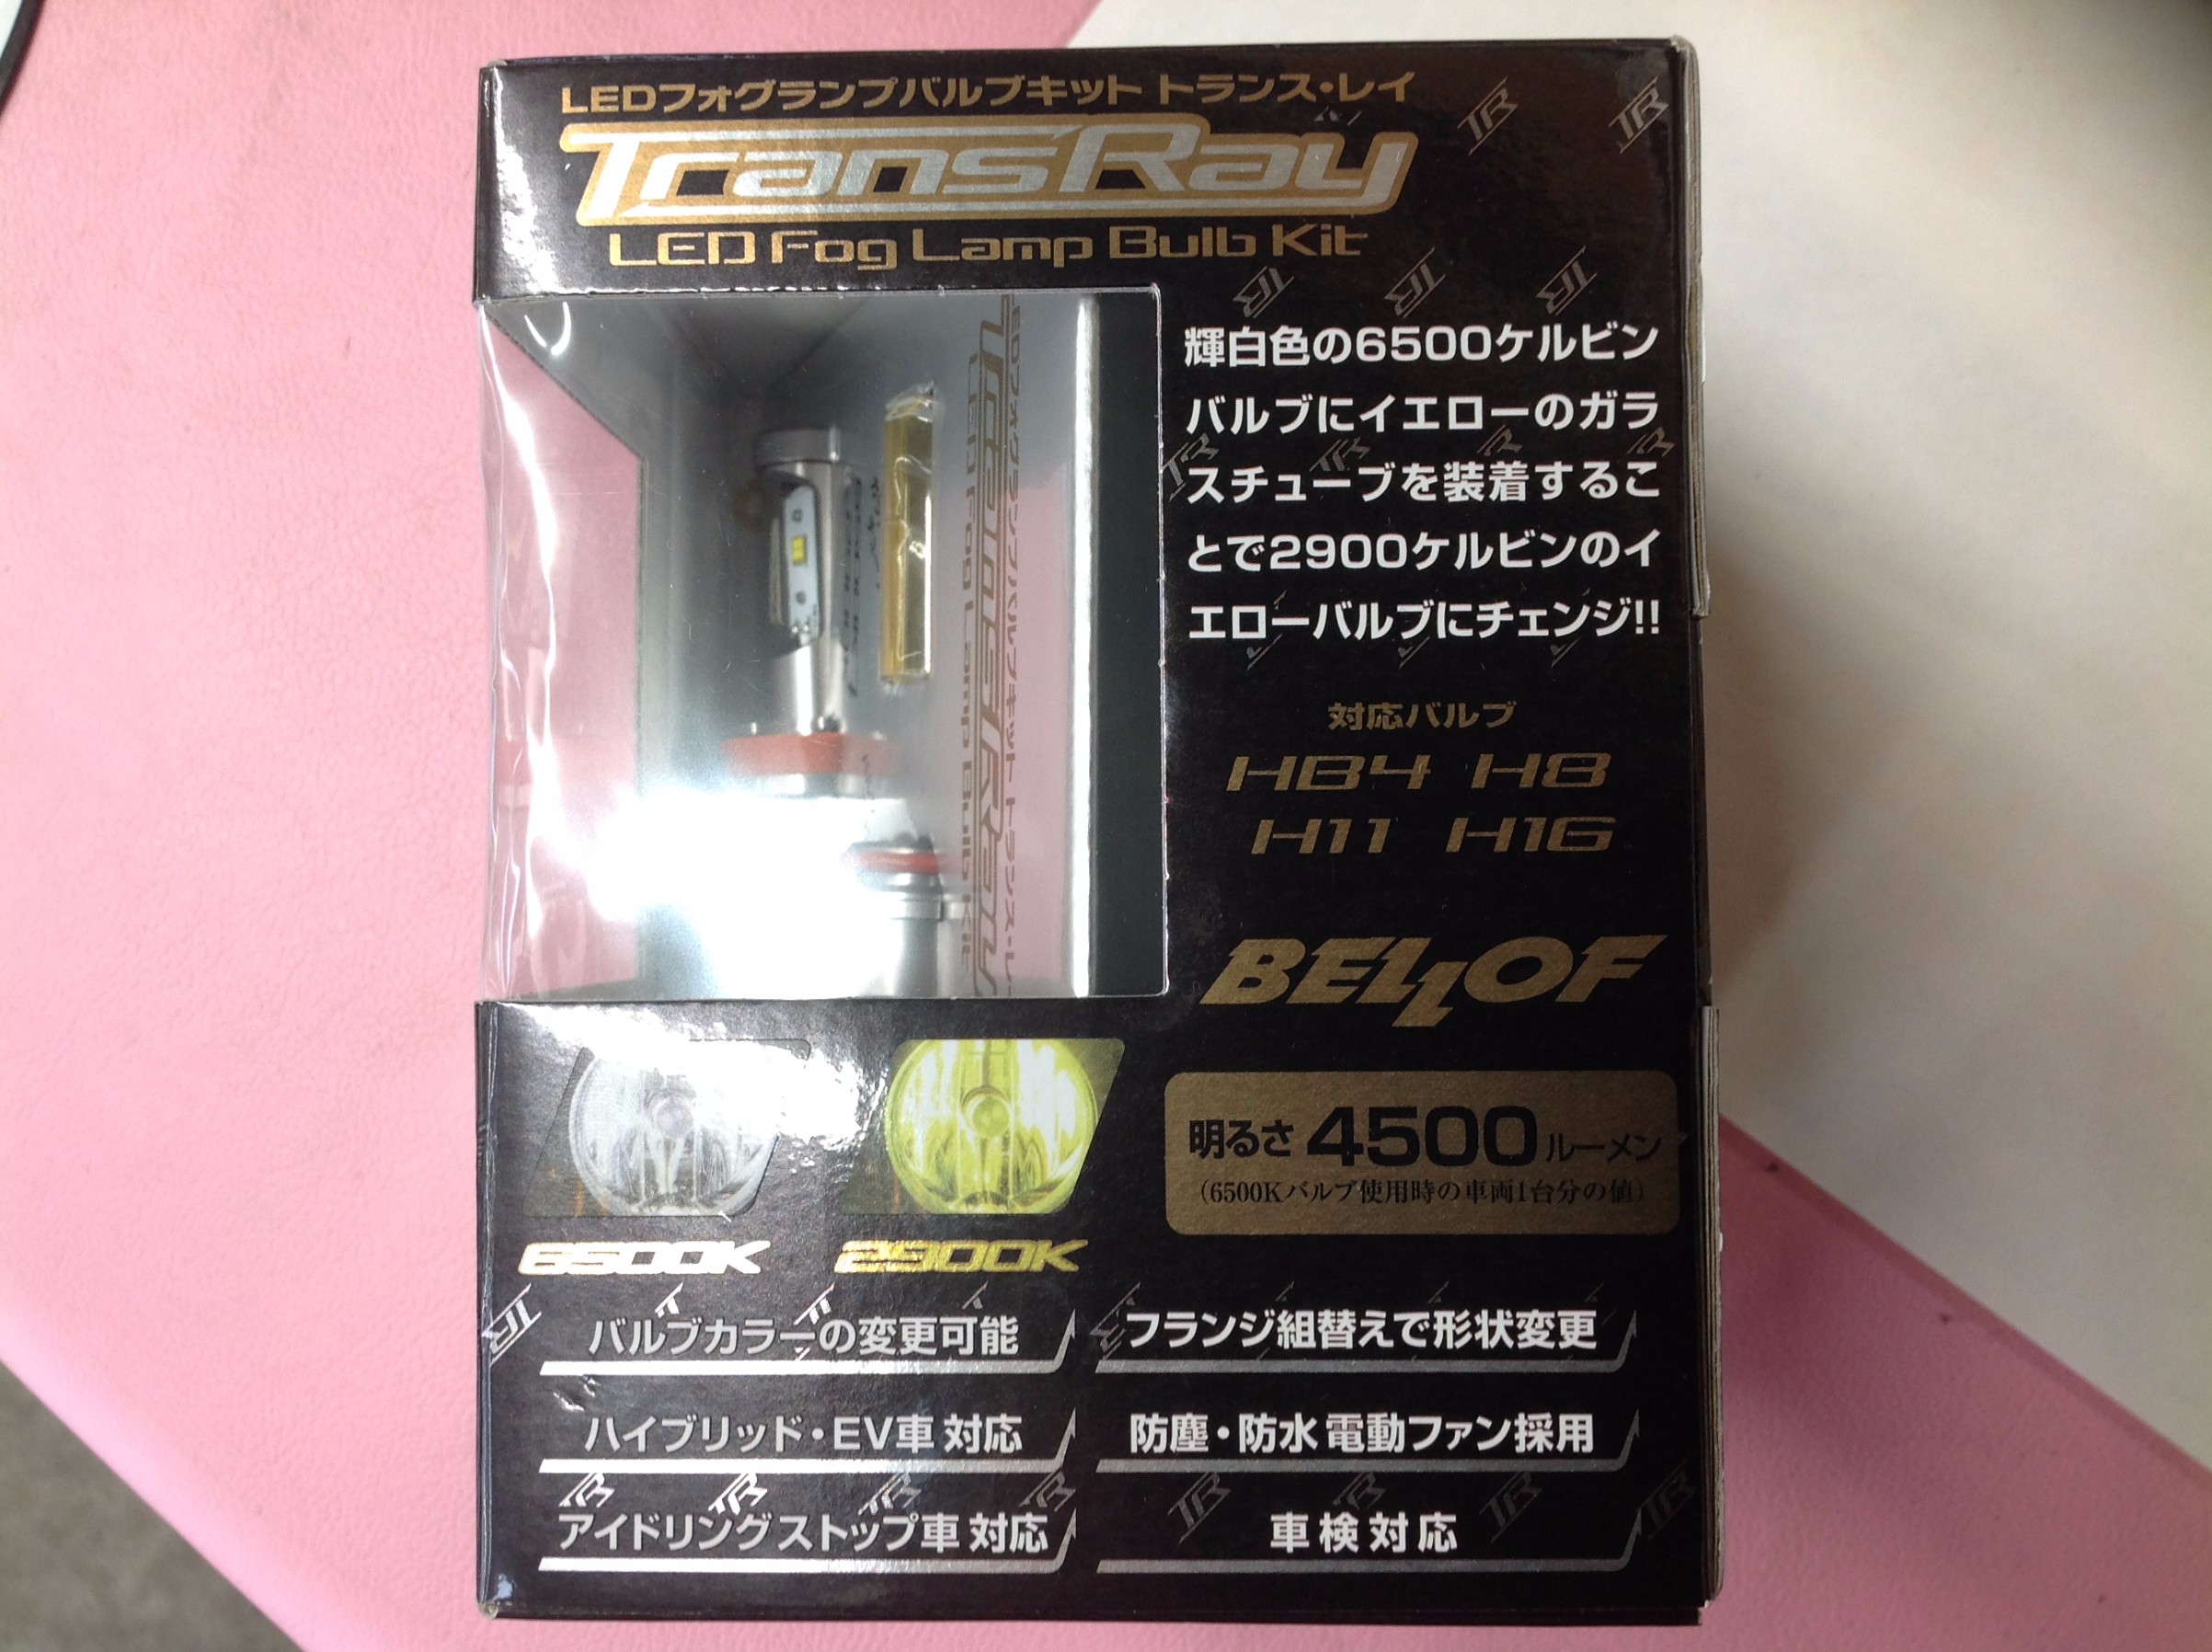 LEDフォグランプバルブキット トランス・レイ
TransRay
LED Fog Lamp Bulb Kit
輝白色の6500ケルビン
バルブにイエローのガラ
スチューブを装着するこ
とで2900ケルビンのイ
エローバルブにチェンジ!!
対応バルブ
HB4 H8
H11 H16
BELLOF
明るさ 4500 ルーメン
(6500Kバルブ使用時の車両1台分の値)
6500K 2900K
バルブカラーの変更可能 フランジ組替えで形状変更
ハイブリッド・EV車 対応 防塵・防水 電動ファン採用
アイドリングストップ車 対応 車検対応